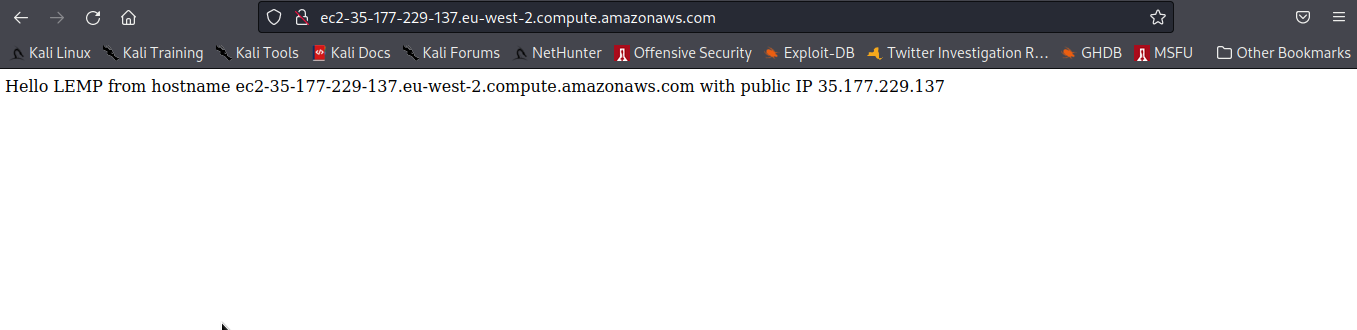 ec2-35-177-229-137.eu-west-2.compute.amazonaws.com
Kali Linux Kali Training Kali Tools Kali Docs Kali Forums NetHunter Offensive Security Exploit-DB Twitter Investigation R... GHDB MSFU Other Bookmarks
Hello LEMP from hostname ec2-35-177-229-137.eu-west-2.compute.amazonaws.com with public IP 35.177.229.137